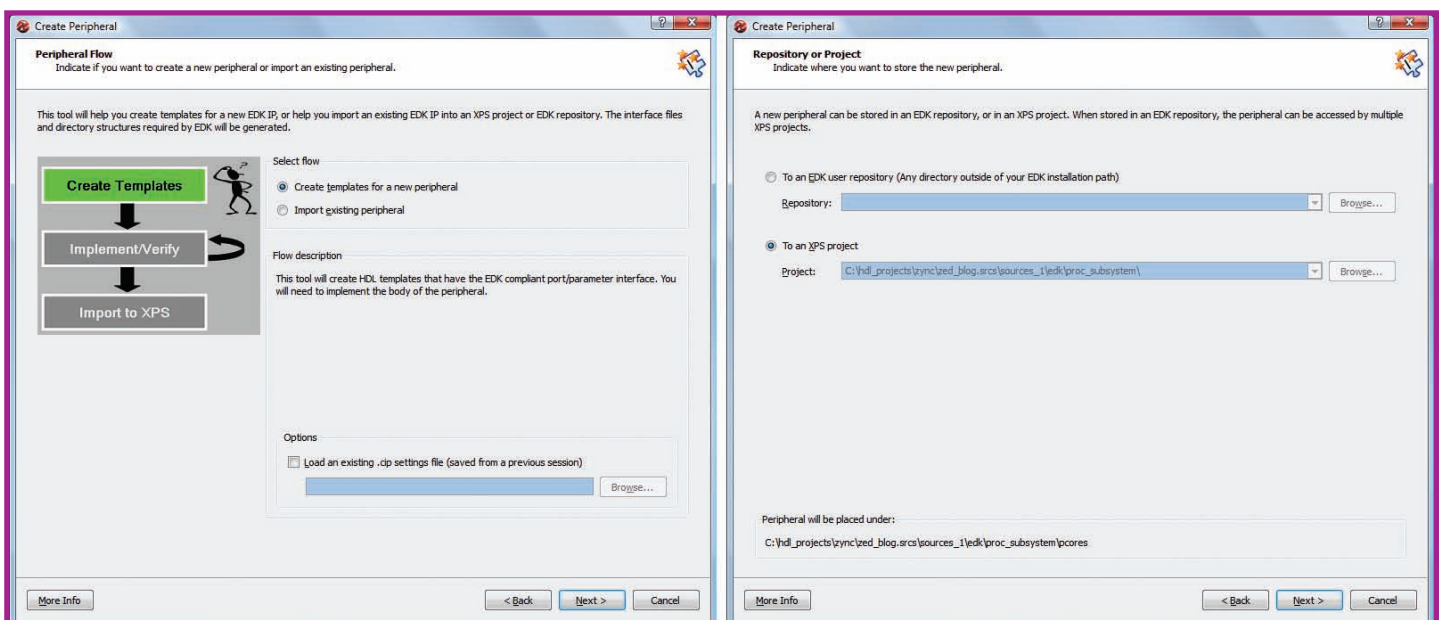 Create Peripheral
Peripheral Flow
Indicate if you want to create a new peripheral or import an existing peripheral.
This tool will help you create templates for a new EDK IP, or help you import an existing EDK IP into an XPS project or EDK repository. The interface files
and directory structures required by EDK will be generated.
Create Templates
Implement/Verify
Import to XPS
Select flow
Create templates for a new peripheral
Import existing peripheral
Flow description
This tool will create HDL templates that have the EDK compliant port/parameter interface. You
will need to implement the body of the peripheral.
Options
Load an existing .cip settings file (saved from a previous session)
Browse...
More Info
< Back
Next >
Cancel
Create Peripheral
Repository or Project
Indicate where you want to store the new peripheral.
A new peripheral can be stored in an EDK repository, or in an XPS project. When stored in an EDK repository, the peripheral can be accessed by multiple
XPS projects.
To an EDK user repository (Any directory outside of your EDK installation path)
Repository:
Browse...
To an XPS project
Project: C:\hdl_projects\zync\zed_blog.srcs\sources_1\edk\proc_subsystem\
Browse...
Peripheral will be placed under:
C:\hdl_projects\zync\zed_blog.srcs\sources_1\edk\proc_subsystem\pcores
More Info
< Back
Next >
Cancel